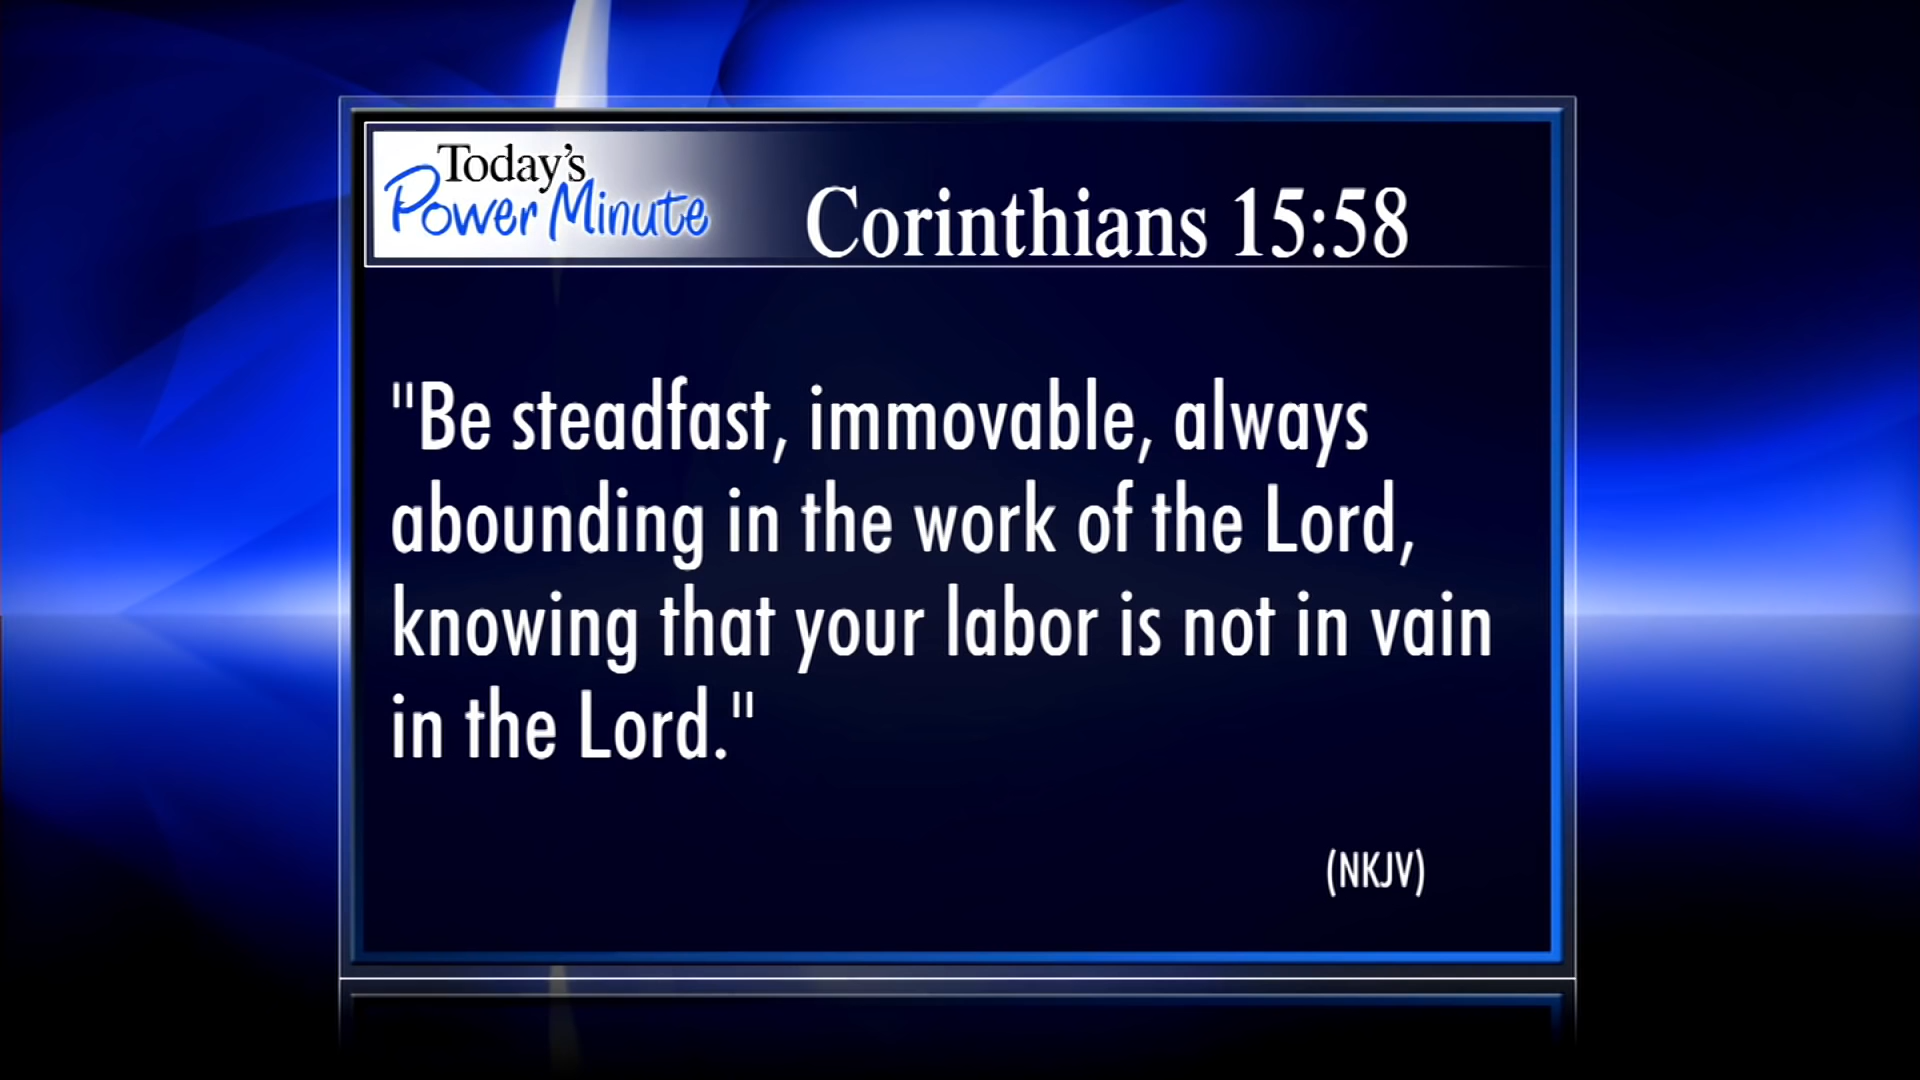 Today's
Power Minute
Corinthians 15:58
"Be steadfast, immovable, always
abounding in the work of the Lord,
knowing that your labor is not in vain
in the Lord."
(NKJV)